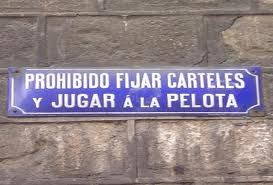 PROHIBIDO FIJAR CARTELES
Y JUGAR Á LA PELOTA